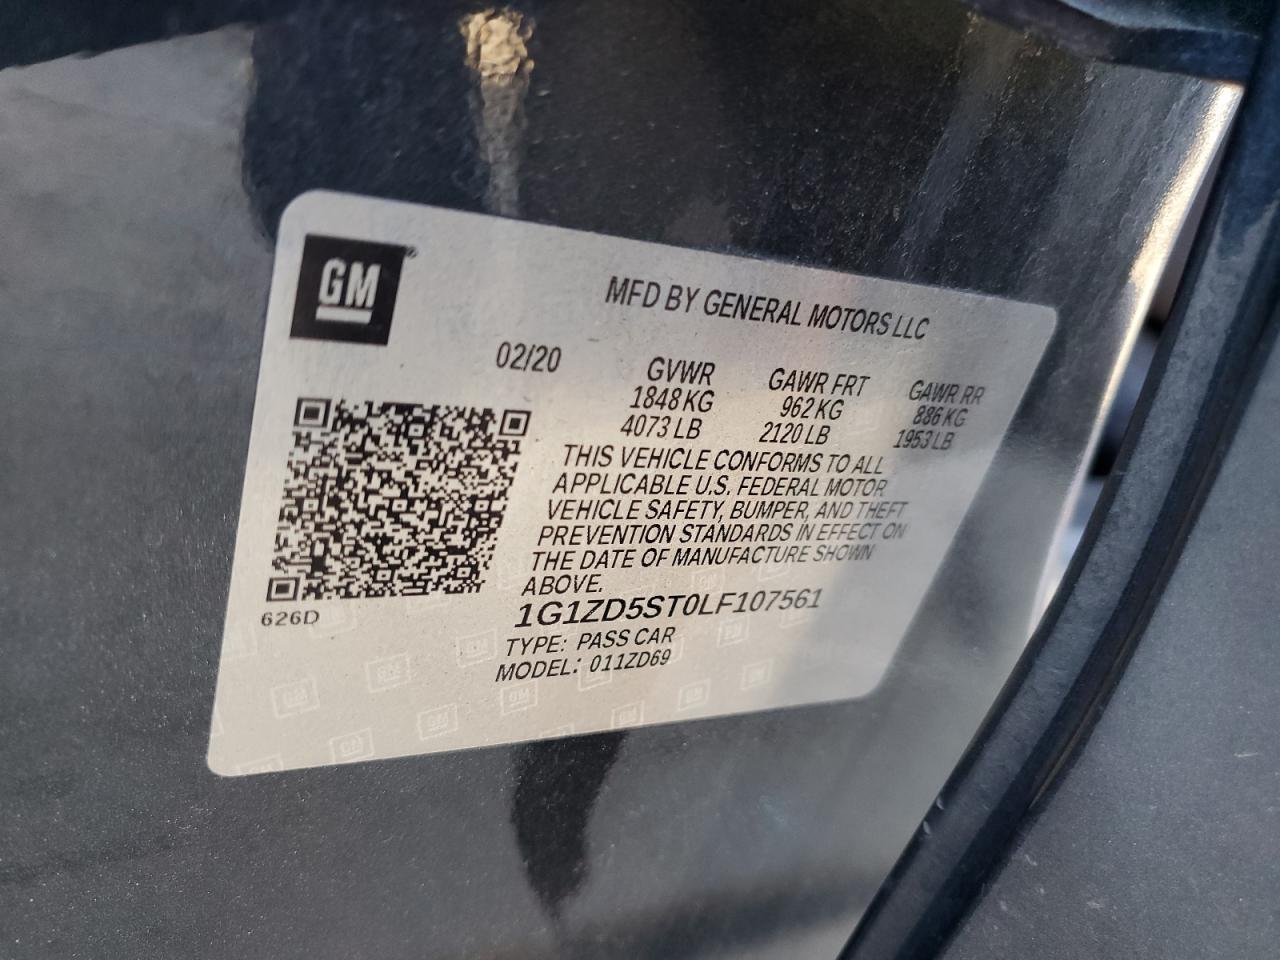 GM
MFD BY GENERAL MOTORS LLC
02/20
GVWR GAWR FRT GAWR RR
1848 KG 962 KG 886 KG
4073 LB 2120 LB 1953 LB
THIS VEHICLE CONFORMS TO ALL
APPLICABLE U.S. FEDERAL MOTOR
VEHICLE SAFETY, BUMPER, AND THEFT
PREVENTION STANDARDS IN EFFECT ON
THE DATE OF MANUFACTURE SHOWN
ABOVE.
626D
1G1ZD5ST0LF107561
TYPE: PASS CAR
MODEL: 011ZD69